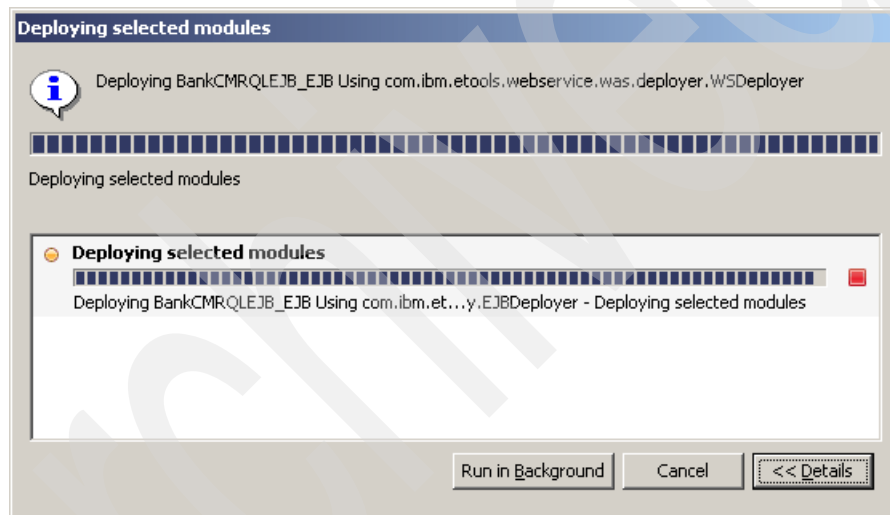 Deploying selected modules
Deploying BankCMRQLEJB_EJB Using com.ibm.etools.webservice.was.deployer.WSDeployer
Deploying selected modules
Deploying selected modules
Deploying BankCMRQLEJB_EJB Using com.ibm.et...y.EJBDeployer - Deploying selected modules
Run in Background
Cancel
<< Details